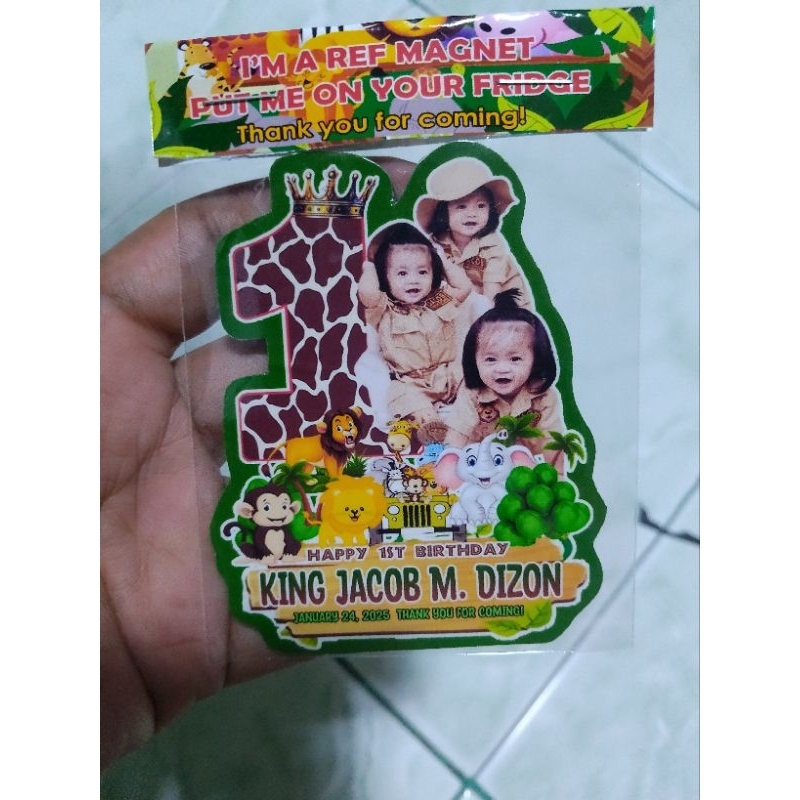 I'M A REF MAGNET
PUT ME ON YOUR FRIDGE
Thank you for coming!
1
HAPPY 1ST BIRTHDAY
KING JACOB M. DIZON
JANUARY 24, 2025 THANK YOU FOR COMING!